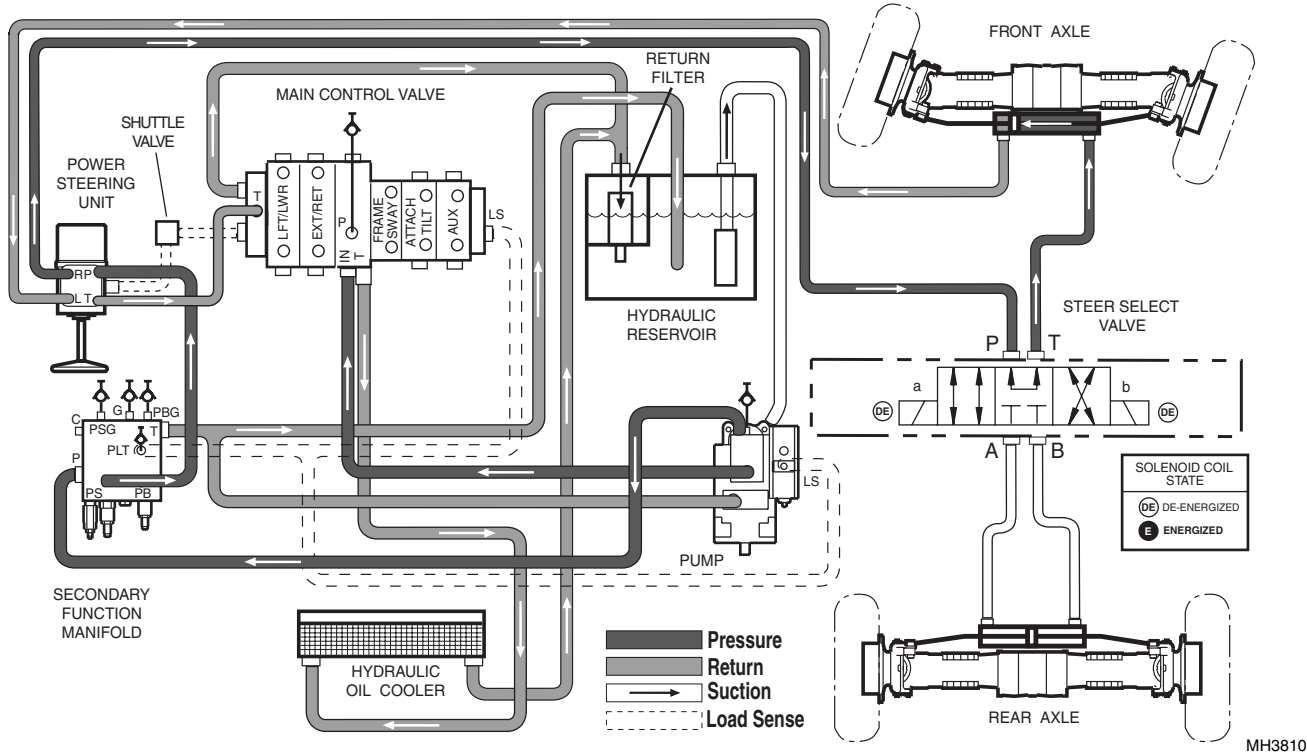 FRONT AXLE
RETURN
FILTER
MAIN CONTROL VALVE
SHUTTLE
VALVE
POWER
STEERING
UNIT
T
LFT/LWR
EXT/RET
P
IN
T
FRAME
SWAY
ATTACH
TILT
AUX
LS
R P
L T
HYDRAULIC
RESERVOIR
STEER SELECT
VALVE
P T
a
b
DE
DE
A B
C
G
PBG
PSG
T
PLT
P
PS
PB
LS
PUMP
SOLENOID COIL
STATE
DE DE-ENERGIZED
E ENERGIZED
SECONDARY
FUNCTION
MANIFOLD
HYDRAULIC
OIL COOLER
Pressure
Return
Suction
Load Sense
REAR AXLE
MH3810